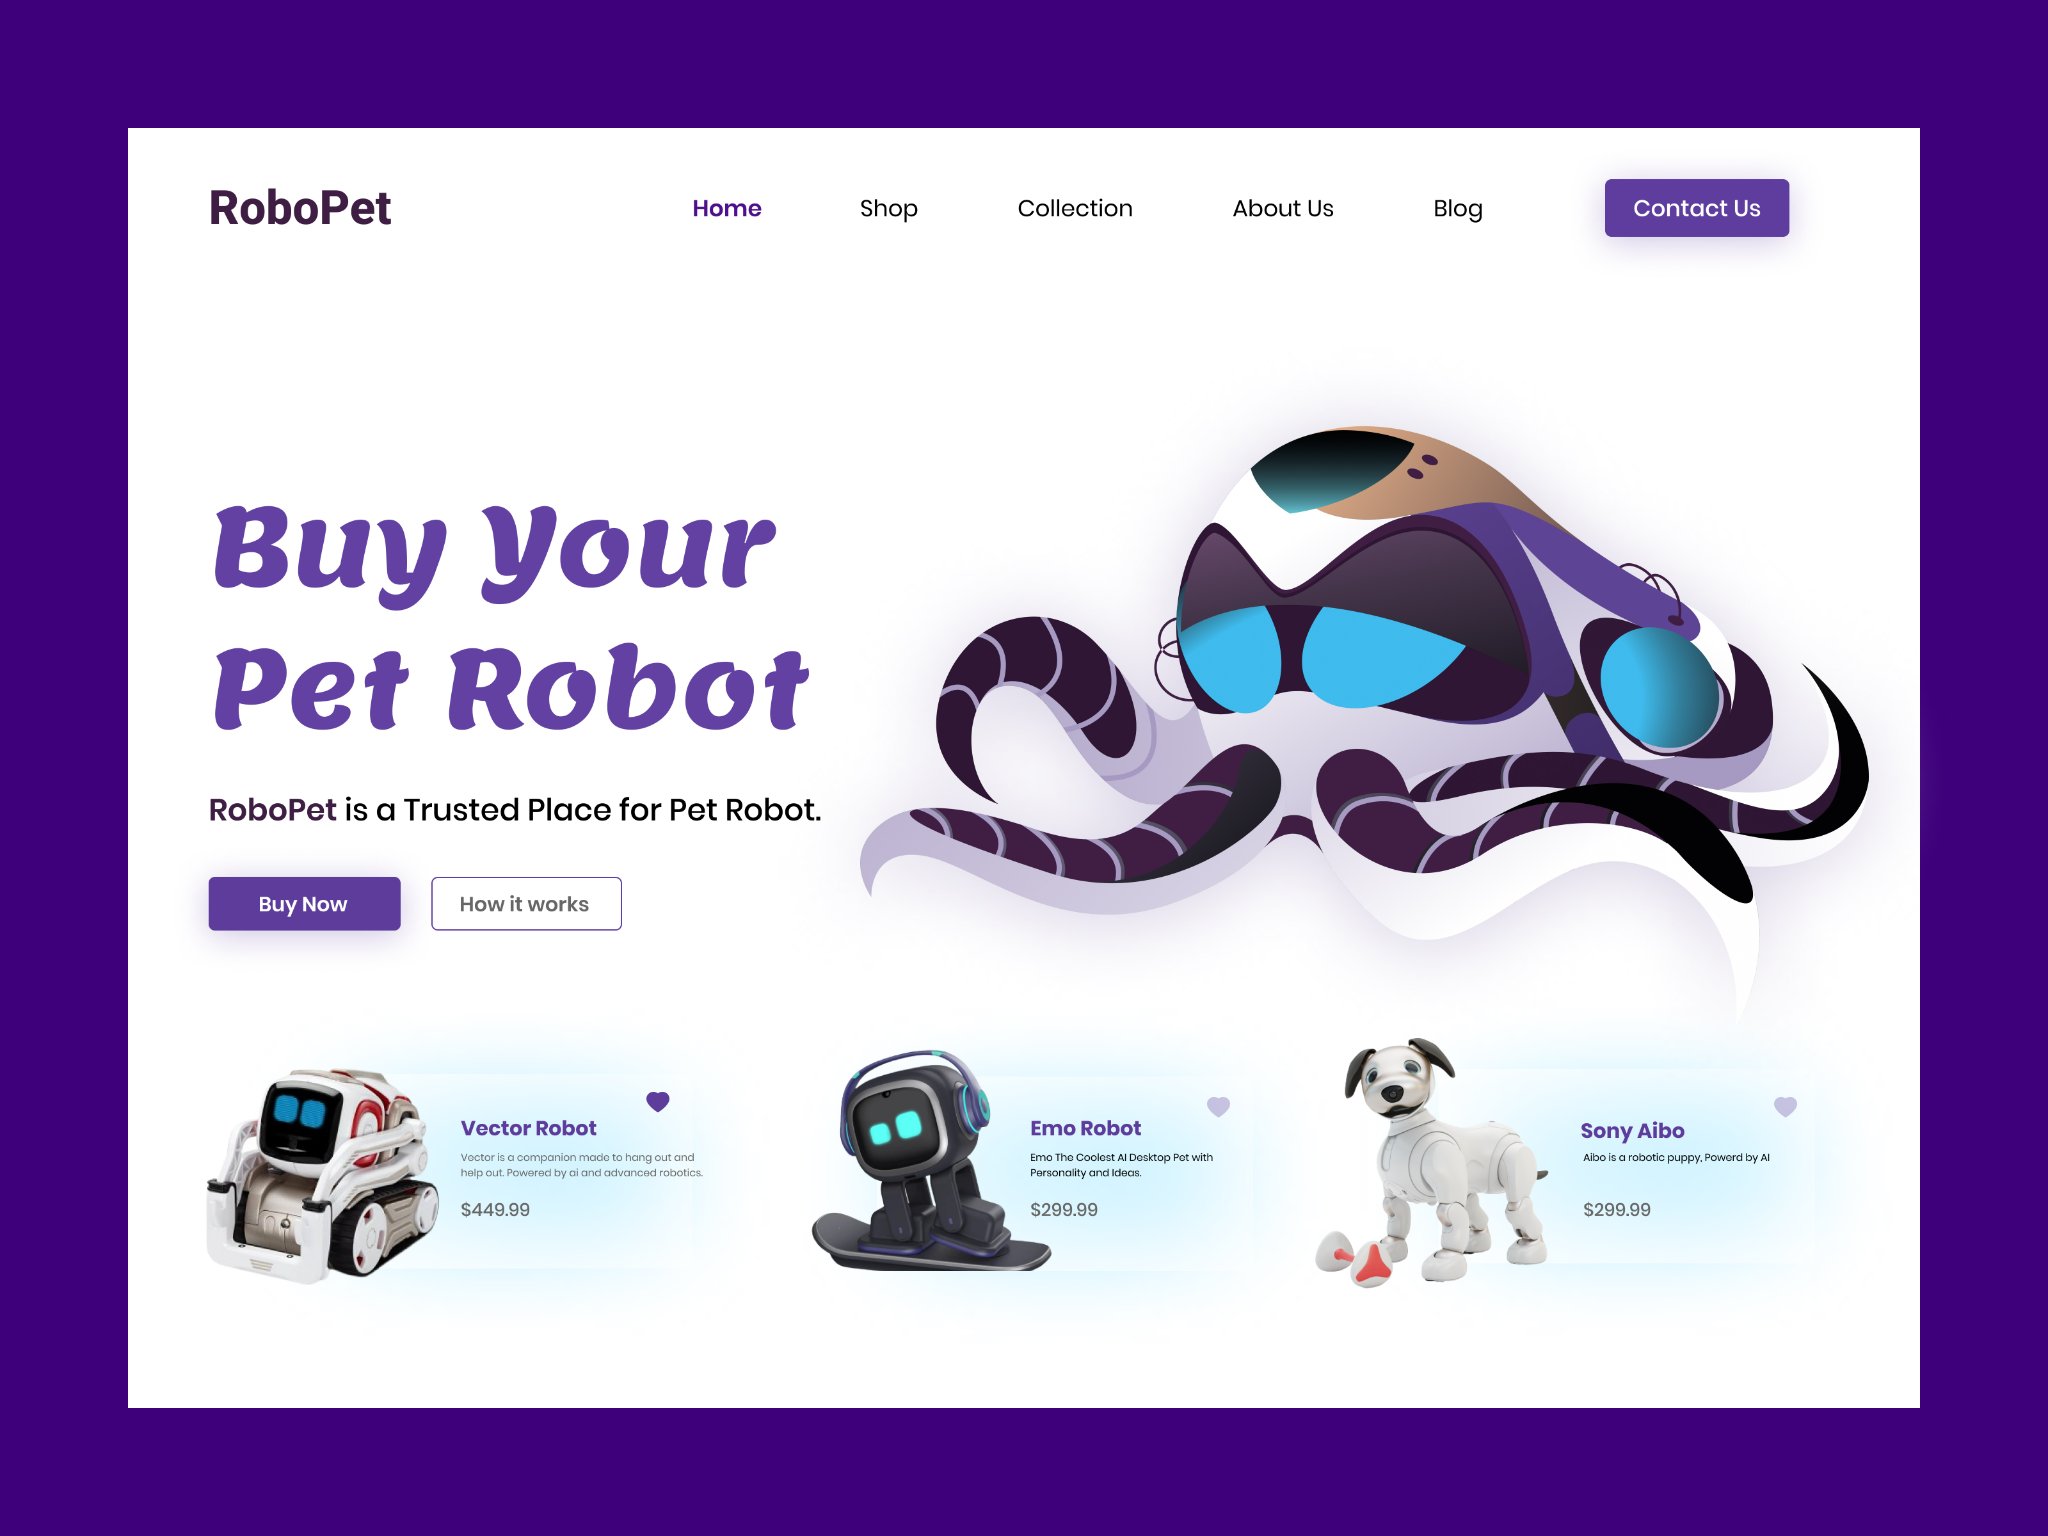 RoboPet
Home
Shop
Collection
About Us
Blog
Contact Us
Buy Your
Pet Robot
RoboPet is a Trusted Place for Pet Robot.
Buy Now
How it works
Vector Robot
Vector is a companion made to hang out and
help out. Powered by ai and advanced robotics.
$449.99
Emo Robot
Emo The Coolest AI Desktop Pet with
Personality and Ideas.
$299.99
Sony Aibo
Aibo is a robotic puppy, Powerd by AI
$299.99